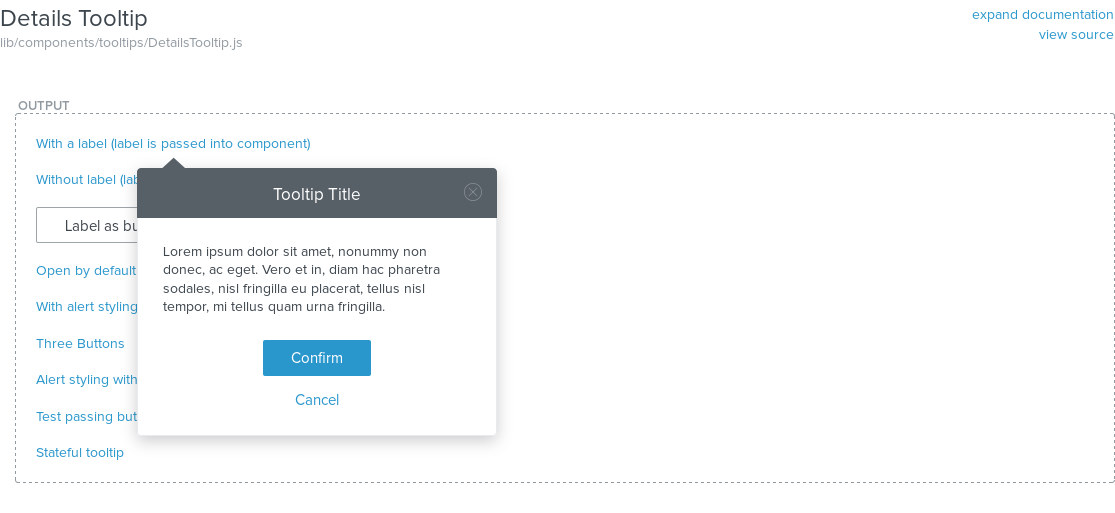 Details Tooltip
lib/components/tooltips/DetailsTooltip.js
expand documentation
view source
OUTPUT
With a label (label is passed into component)
Without label
Label as
Open by default
With alert styling
Three Buttons
Alert styling with
Test passing
Stateful tooltip
Tooltip Title
Lorem ipsum dolor sit amet, nonummy non
donec, ac eget. Vero et in, diam hac pharetra
sodales, nisl fringilla eu placerat, tellus nisl
tempor, mi tellus quam urna fringilla.
Confirm
Cancel